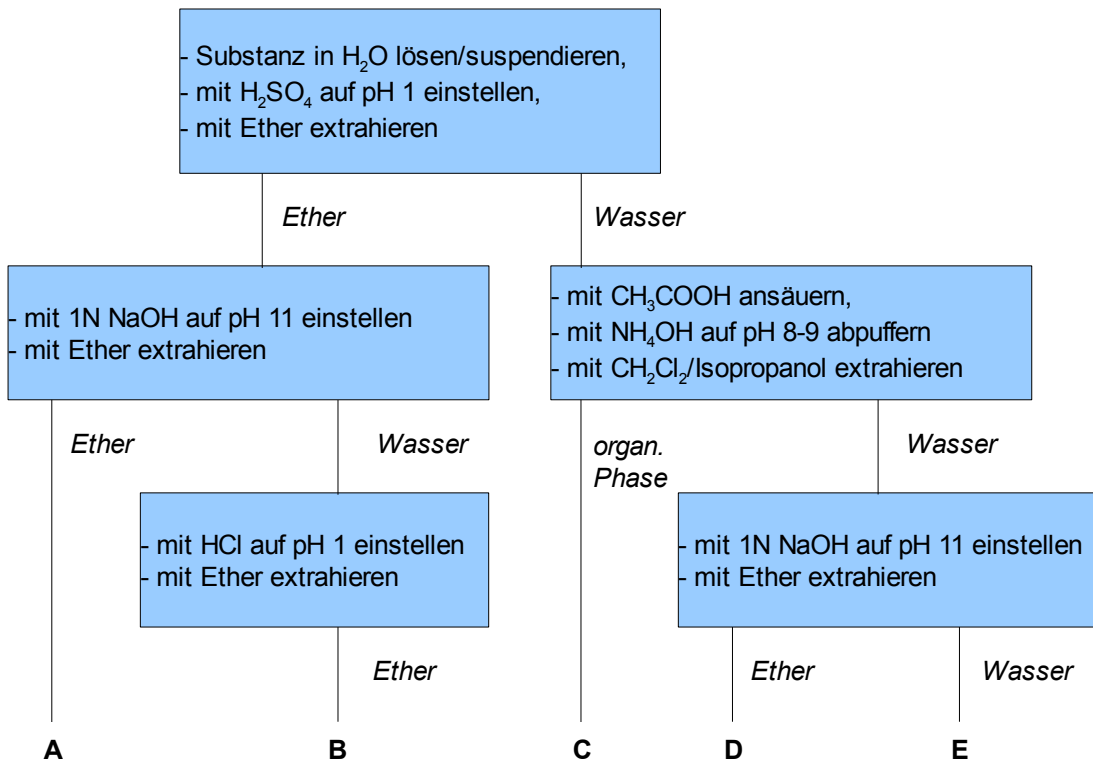 - Substanz in H₂O lösen/suspendieren,
- mit H₂SO₄ auf pH 1 einstellen,
- mit Ether extrahieren
Ether
Wasser
- mit 1N NaOH auf pH 11 einstellen
- mit Ether extrahieren
- mit CH₃COOH ansäuern,
- mit NH₄OH auf pH 8-9 abpuffern
- mit CH₂Cl₂/Isopropanol extrahieren
Ether
Wasser
organ.
Phase
Wasser
- mit HCl auf pH 1 einstellen
- mit Ether extrahieren
- mit 1N NaOH auf pH 11 einstellen
- mit Ether extrahieren
Ether
Ether
Wasser
A
B
C
D
E